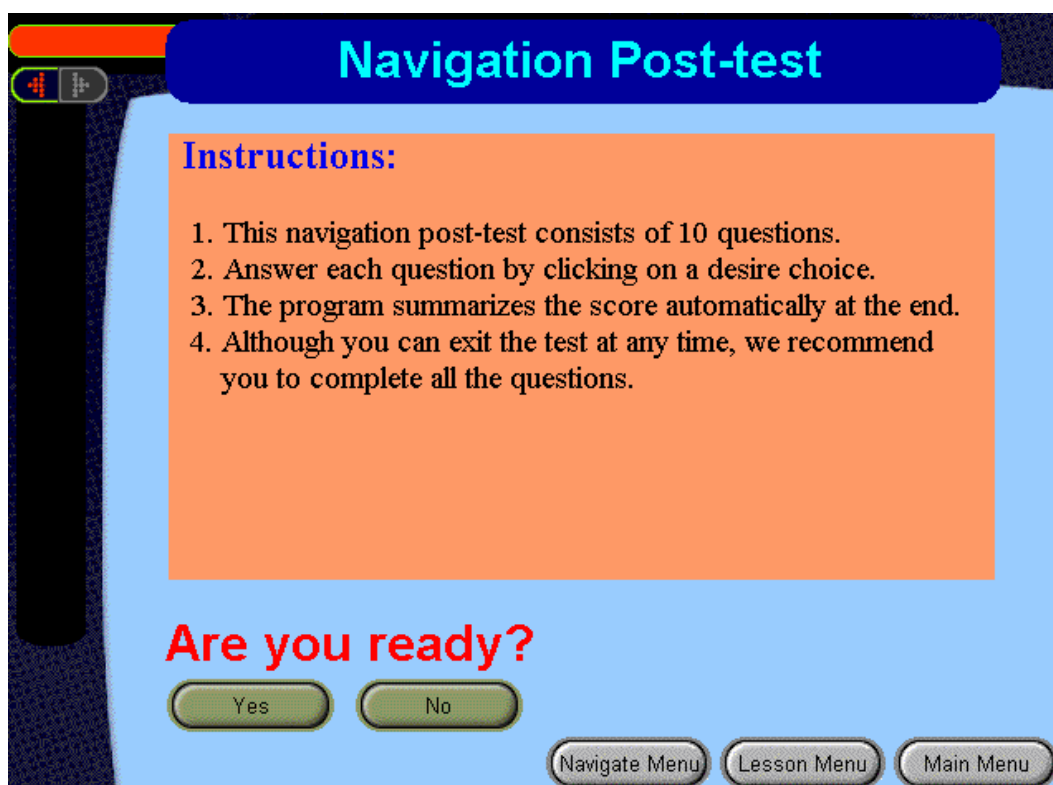 Navigation Post-test
Instructions:
1. This navigation post-test consists of 10 questions.
2. Answer each question by clicking on a desire choice.
3. The program summarizes the score automatically at the end.
4. Although you can exit the test at any time, we recommend
you to complete all the questions.
Are you ready?
Yes No
Navigate Menu Lesson Menu Main Menu